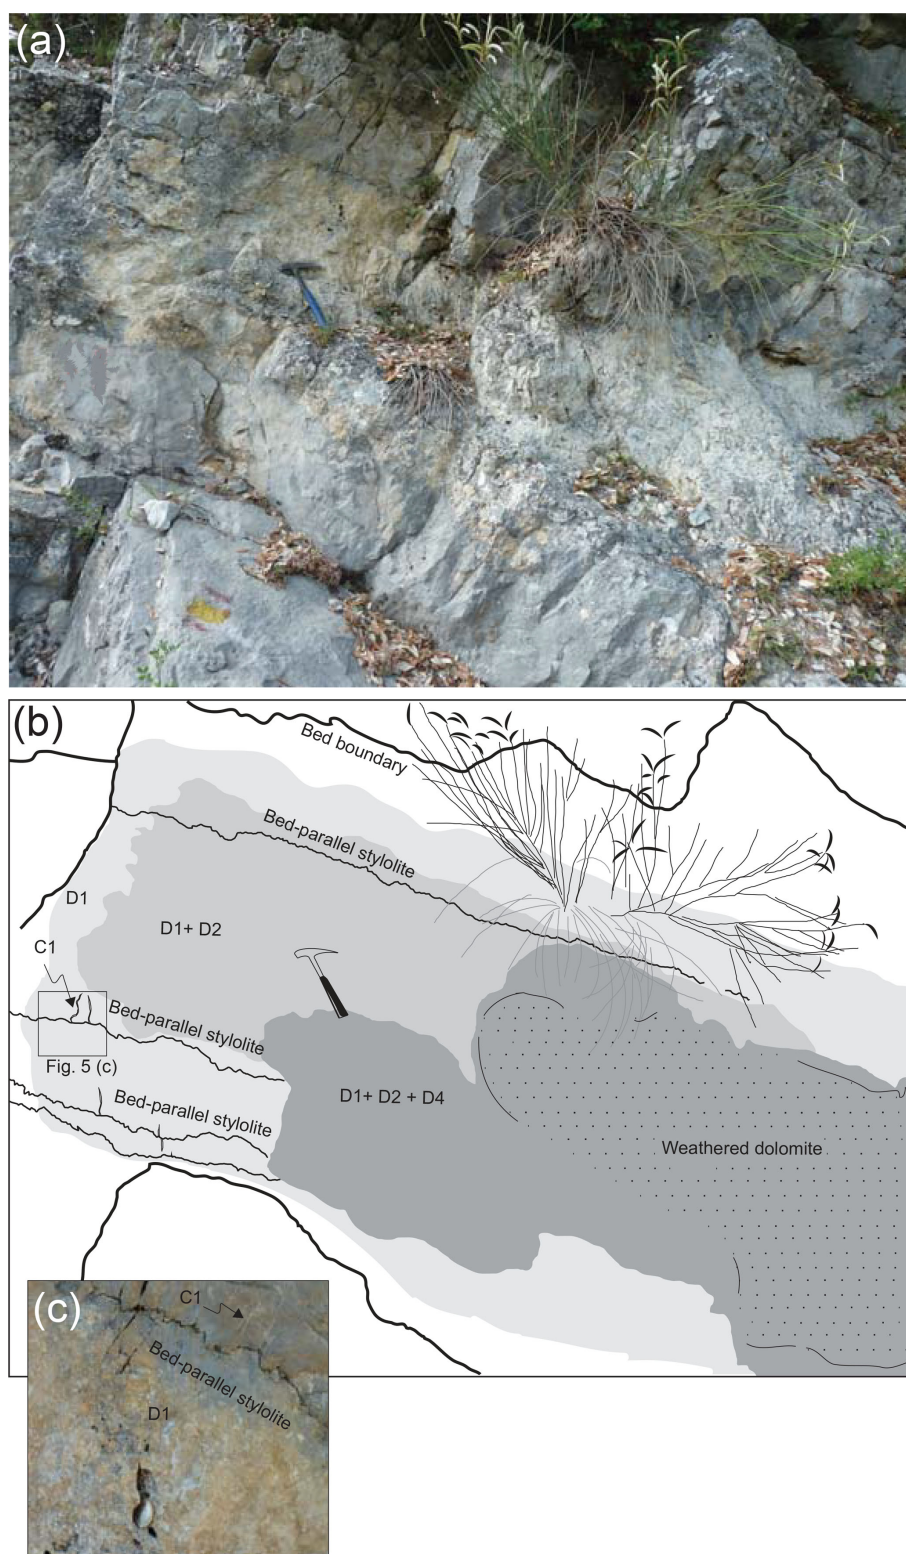 (a)
(b)
Bed boundary
Bed-parallel stylolite
D1
D1+ D2
C1
Bed-parallel stylolite
Fig. 5 (c)
D1+ D2 + D4
Bed-parallel stylolite
Weathered dolomite
(c)
C1
Bed-parallel stylolite
D1